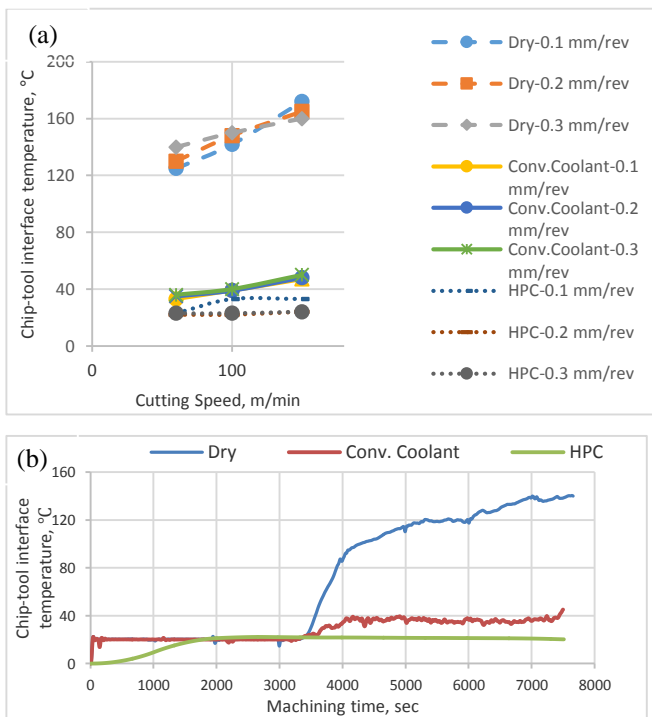 (a)
Chip-tool interface temperature, °C
200
160
120
80
40
0
0
100
Cutting Speed, m/min
Dry-0.1 mm/rev
Dry-0.2 mm/rev
Dry-0.3 mm/rev
Conv.Coolant-0.1
mm/rev
Conv.Coolant-0.2
mm/rev
Conv.Coolant-0.3
mm/rev
HPC-0.1 mm/rev
HPC-0.2 mm/rev
HPC-0.3 mm/rev
(b)
Dry
Conv. Coolant
HPC
Chip-tool interface
temperature, °C
160
120
80
40
0
0
1000
2000
3000
4000
5000
6000
7000
8000
Machining time, sec